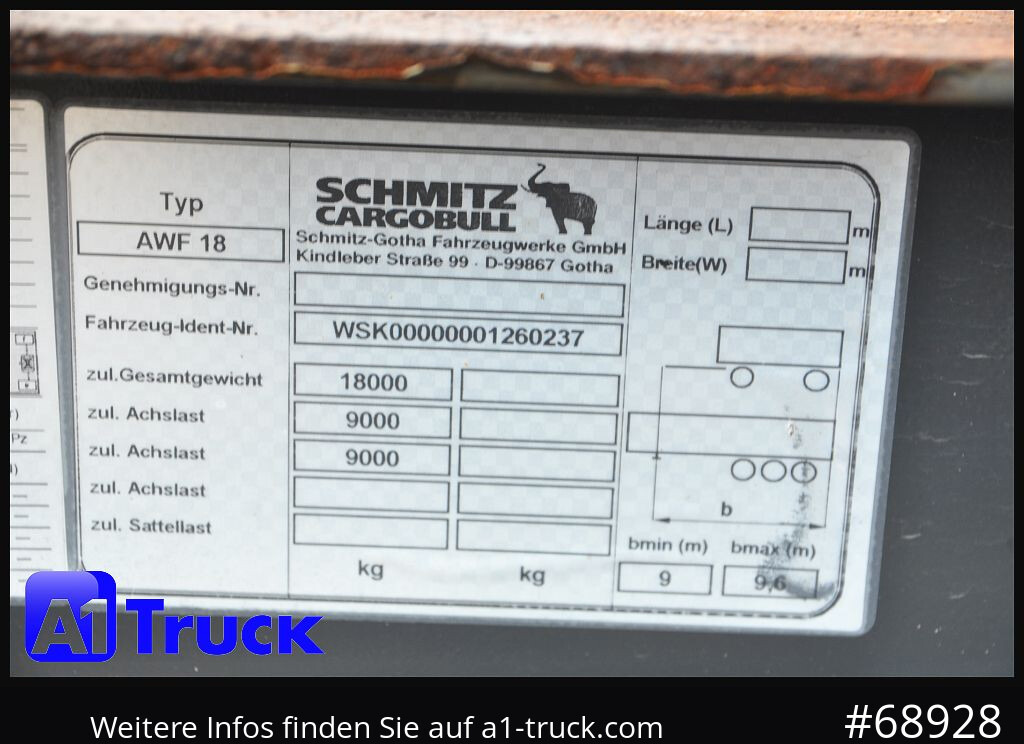 Typ
AWF 18
SCHMITZ
CARGOBULL
Schmitz-Gotha Fahrzeugwerke GmbH
Kindleber Straße 99 · D-99867 Gotha
Länge (L) m
Breite(W) m
Genehmigungs-Nr.
Fahrzeug-Ident-Nr. WSK00000001260237
zul.Gesamtgewicht 18000
zul. Achslast 9000
zul. Achslast 9000
zul. Achslast
zul. Sattellast
kg kg
b
bmin (m) bmax (m)
9 9,6
Pz
A1 Truck
Weitere Infos finden Sie auf a1-truck.com
#68928